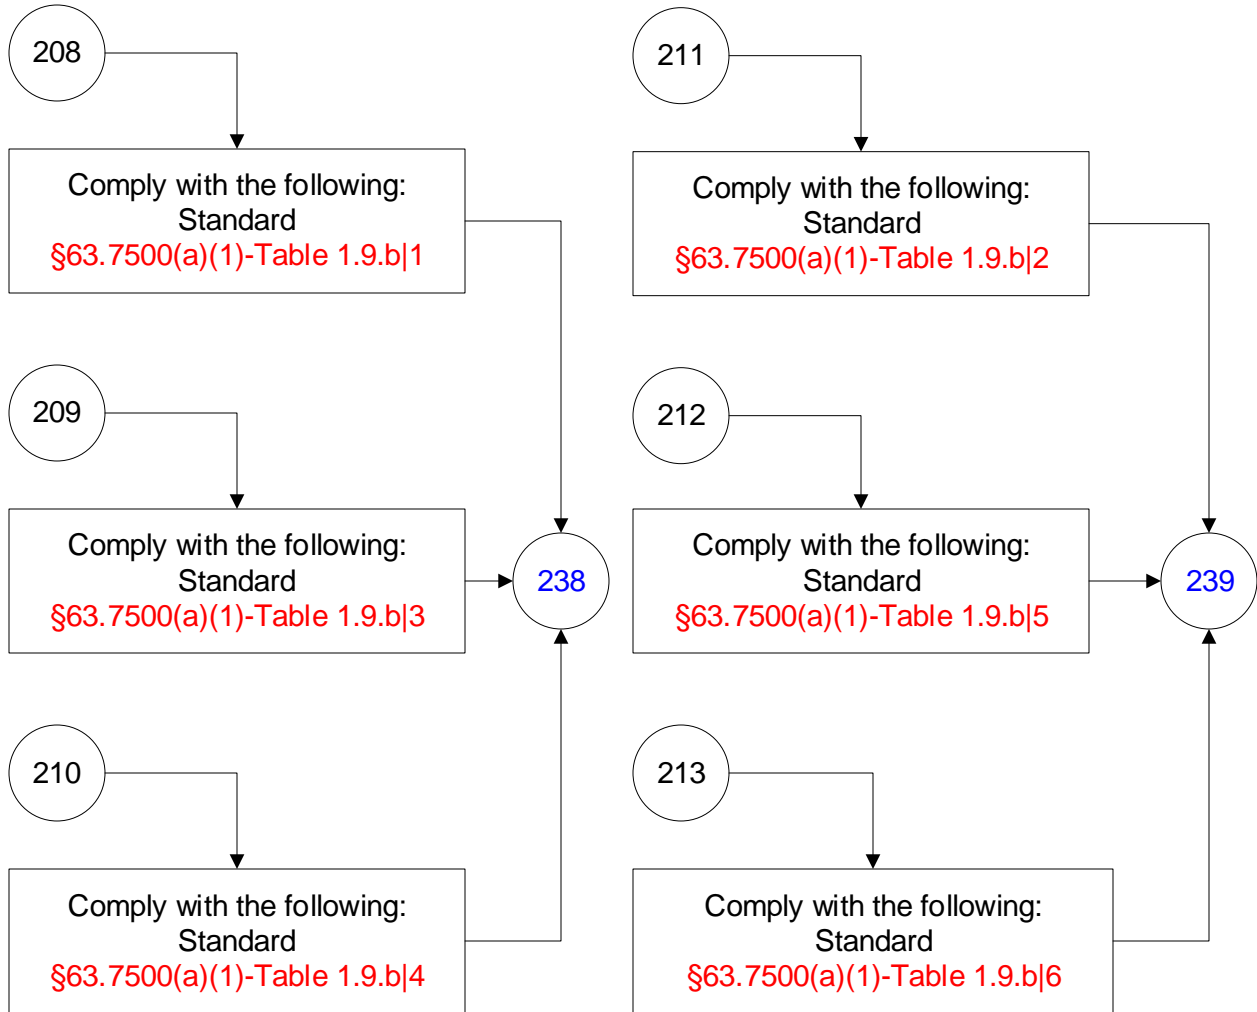 208
Comply with the following:
Standard
§63.7500(a)(1)-Table 1.9.b|1
209
Comply with the following:
Standard
§63.7500(a)(1)-Table 1.9.b|3
238
210
Comply with the following:
Standard
§63.7500(a)(1)-Table 1.9.b|4
211
Comply with the following:
Standard
§63.7500(a)(1)-Table 1.9.b|2
212
Comply with the following:
Standard
§63.7500(a)(1)-Table 1.9.b|5
239
213
Comply with the following:
Standard
§63.7500(a)(1)-Table 1.9.b|6